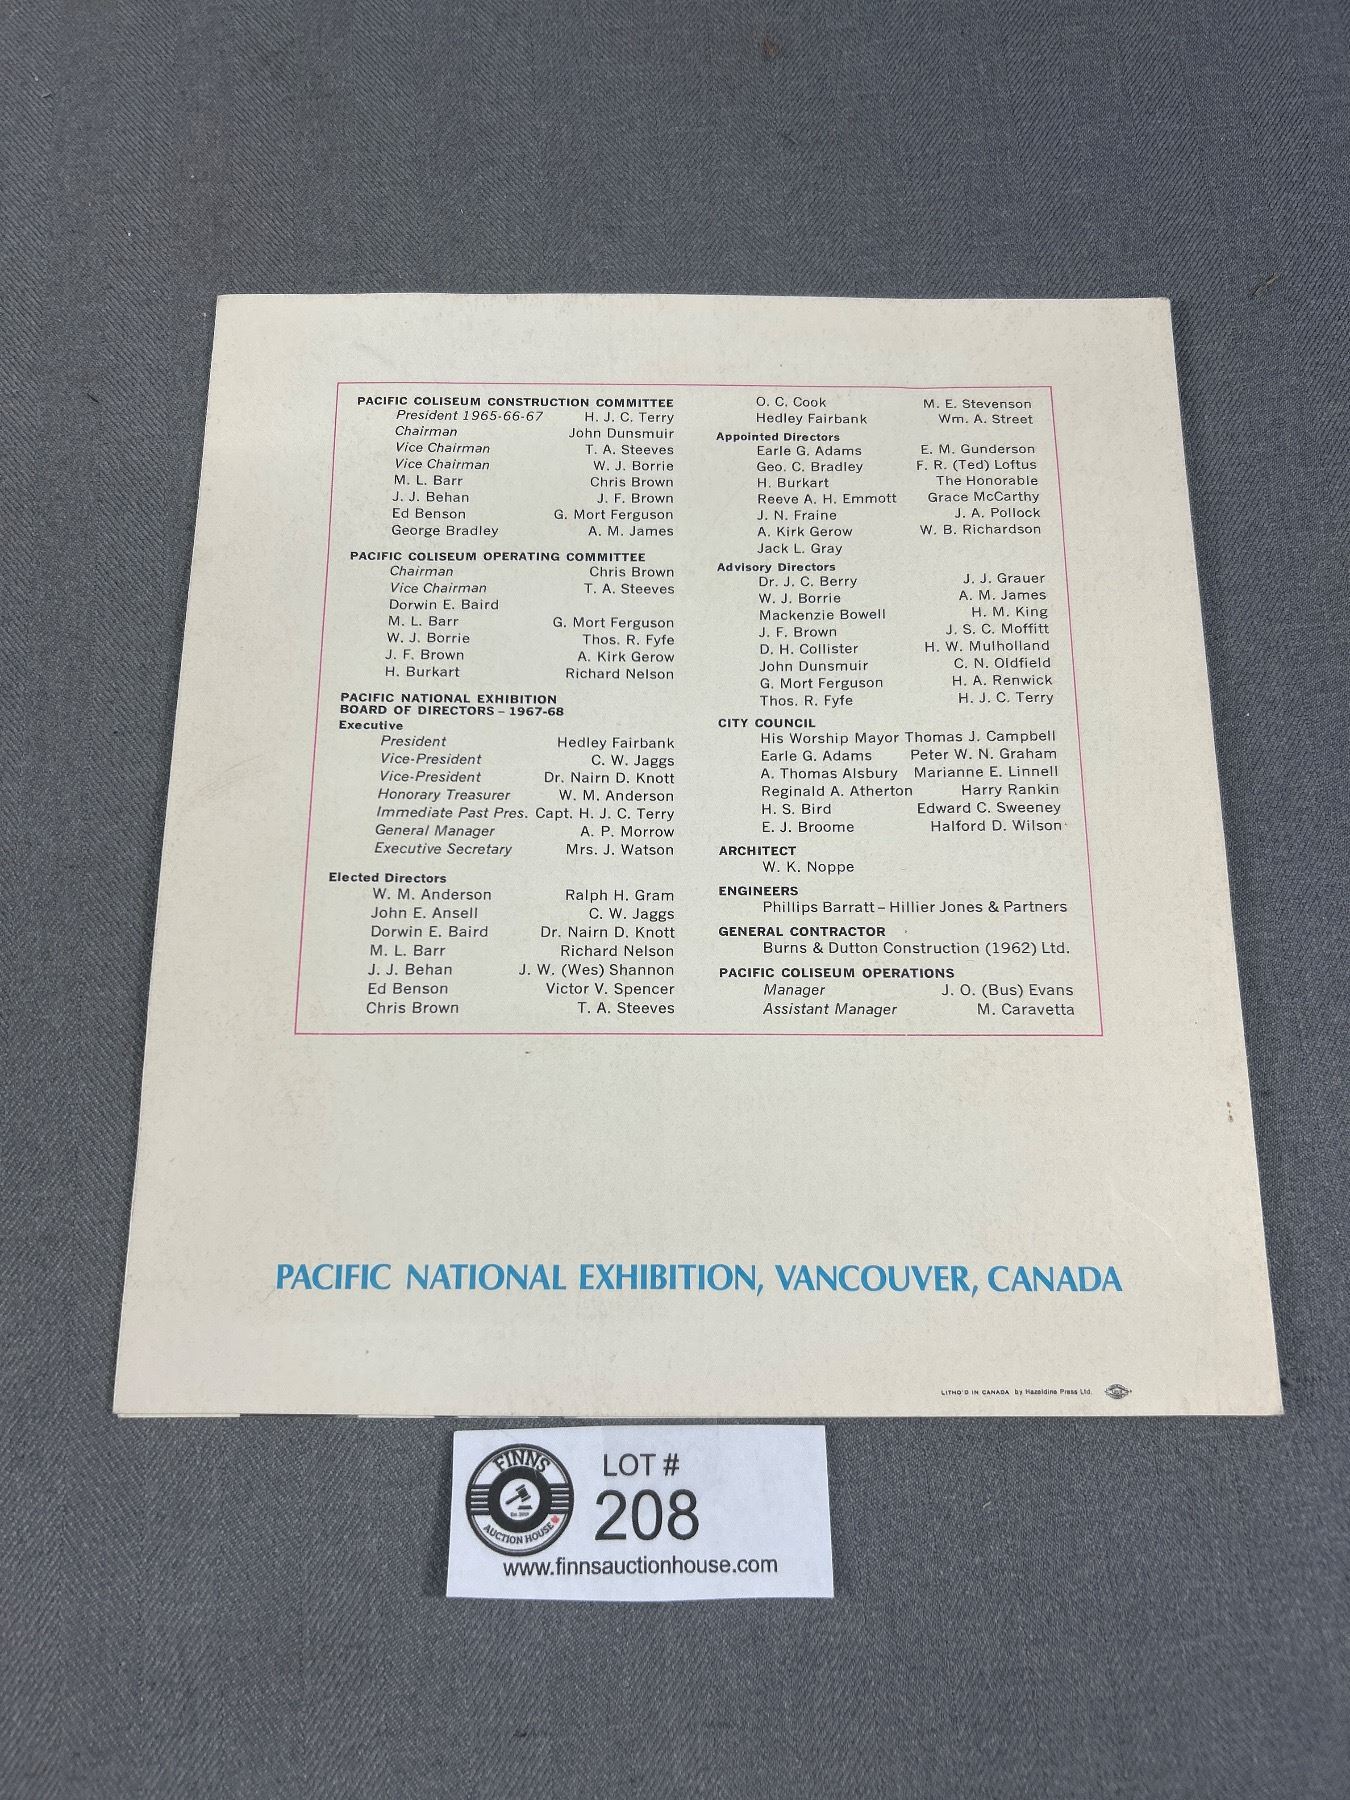 PACIFIC COLISEUM CONSTRUCTION COMMITTEE
President 1965-66-67 H. J. C. Terry
Chairman John Dunsmuir
Vice Chairman T. A. Steeves
Vice Chairman W. J. Borrie
M. L. Barr Chris Brown
J. J. Behan J. F. Brown
Ed Benson G. Mort Ferguson
George Bradley A. M. James
PACIFIC COLISEUM OPERATING COMMITTEE
Chairman Chris Brown
Vice Chairman T. A. Steeves
Dorwin E. Baird
M. L. Barr G. Mort Ferguson
W. J. Borrie Thos. R. Fyfe
J. F. Brown A. Kirk Gerow
H. Burkart Richard Nelson
PACIFIC NATIONAL EXHIBITION
BOARD OF DIRECTORS – 1967-68
Executive
President Hedley Fairbank
Vice-President C. W. Jaggs
Vice-President Dr. Nairn D. Knott
Honorary Treasurer W. M. Anderson
Immediate Past Pres. Capt. H. J. C. Terry
General Manager A. P. Morrow
Executive Secretary Mrs. J. Watson
Elected Directors
W. M. Anderson Ralph H. Gram
John E. Ansell C. W. Jaggs
Dorwin E. Baird Dr. Nairn D. Knott
M. L. Barr Richard Nelson
J. J. Behan J. W. (Wes) Shannon
Ed Benson Victor V. Spencer
Chris Brown T. A. Steeves
O. C. Cook M. E. Stevenson
Hedley Fairbank Wm. A. Street
Appointed Directors
Earle G. Adams E. M. Gunderson
Geo. C. Bradley F. R. (Ted) Loftus
H. Burkart The Honorable
Reeve A. H. Emmott Grace McCarthy
J. N. Fraine J. A. Pollock
A. Kirk Gerow W. B. Richardson
Jack L. Gray
Advisory Directors
Dr. J. C. Berry J. J. Grauer
W. J. Borrie A. M. James
Mackenzie Bowell H. M. King
J. F. Brown J. S. C. Moffitt
D. H. Collister H. W. Mulholland
John Dunsmuir C. N. Oldfield
G. Mort Ferguson H. A. Renwick
Thos. R. Fyfe H. J. C. Terry
CITY COUNCIL
His Worship Mayor Thomas J. Campbell
Earle G. Adams Peter W. N. Graham
A. Thomas Alsbury Marianne E. Linnell
Reginald A. Atherton Harry Rankin
H. S. Bird Edward C. Sweeney
E. J. Broome Halford D. Wilson
ARCHITECT
W. K. Noppe
ENGINEERS
Phillips Barratt – Hillier Jones & Partners
GENERAL CONTRACTOR
Burns & Dutton Construction (1962) Ltd.
PACIFIC COLISEUM OPERATIONS
Manager J. O. (Bus) Evans
Assistant Manager M. Caravetta
PACIFIC NATIONAL EXHIBITION, VANCOUVER, CANADA
LITHO'D IN CANADA by Hazeldine Press Ltd.
FINNS
AUCTION HOUSE
LOT #
208
www.finnsauctionhouse.com